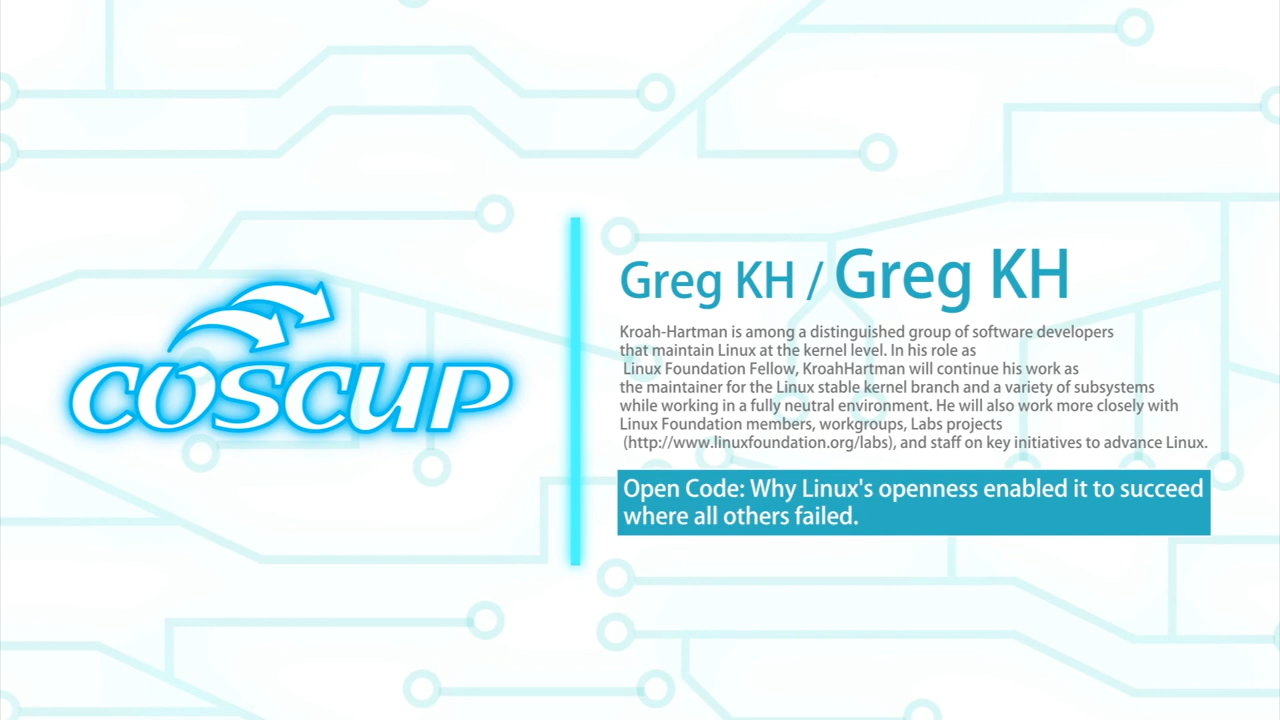 COSCUP
Greg KH / Greg KH
Kroah-Hartman is among a distinguished group of software developers
that maintain Linux at the kernel level. In his role as
Linux Foundation Fellow, KroahHartman will continue his work as
the maintainer for the Linux stable kernel branch and a variety of subsystems
while working in a fully neutral environment. He will also work more closely with
Linux Foundation members, workgroups, Labs projects
(http://www.linuxfoundation.org/labs), and staff on key initiatives to advance Linux.
Open Code: Why Linux's openness enabled it to succeed
where all others failed.